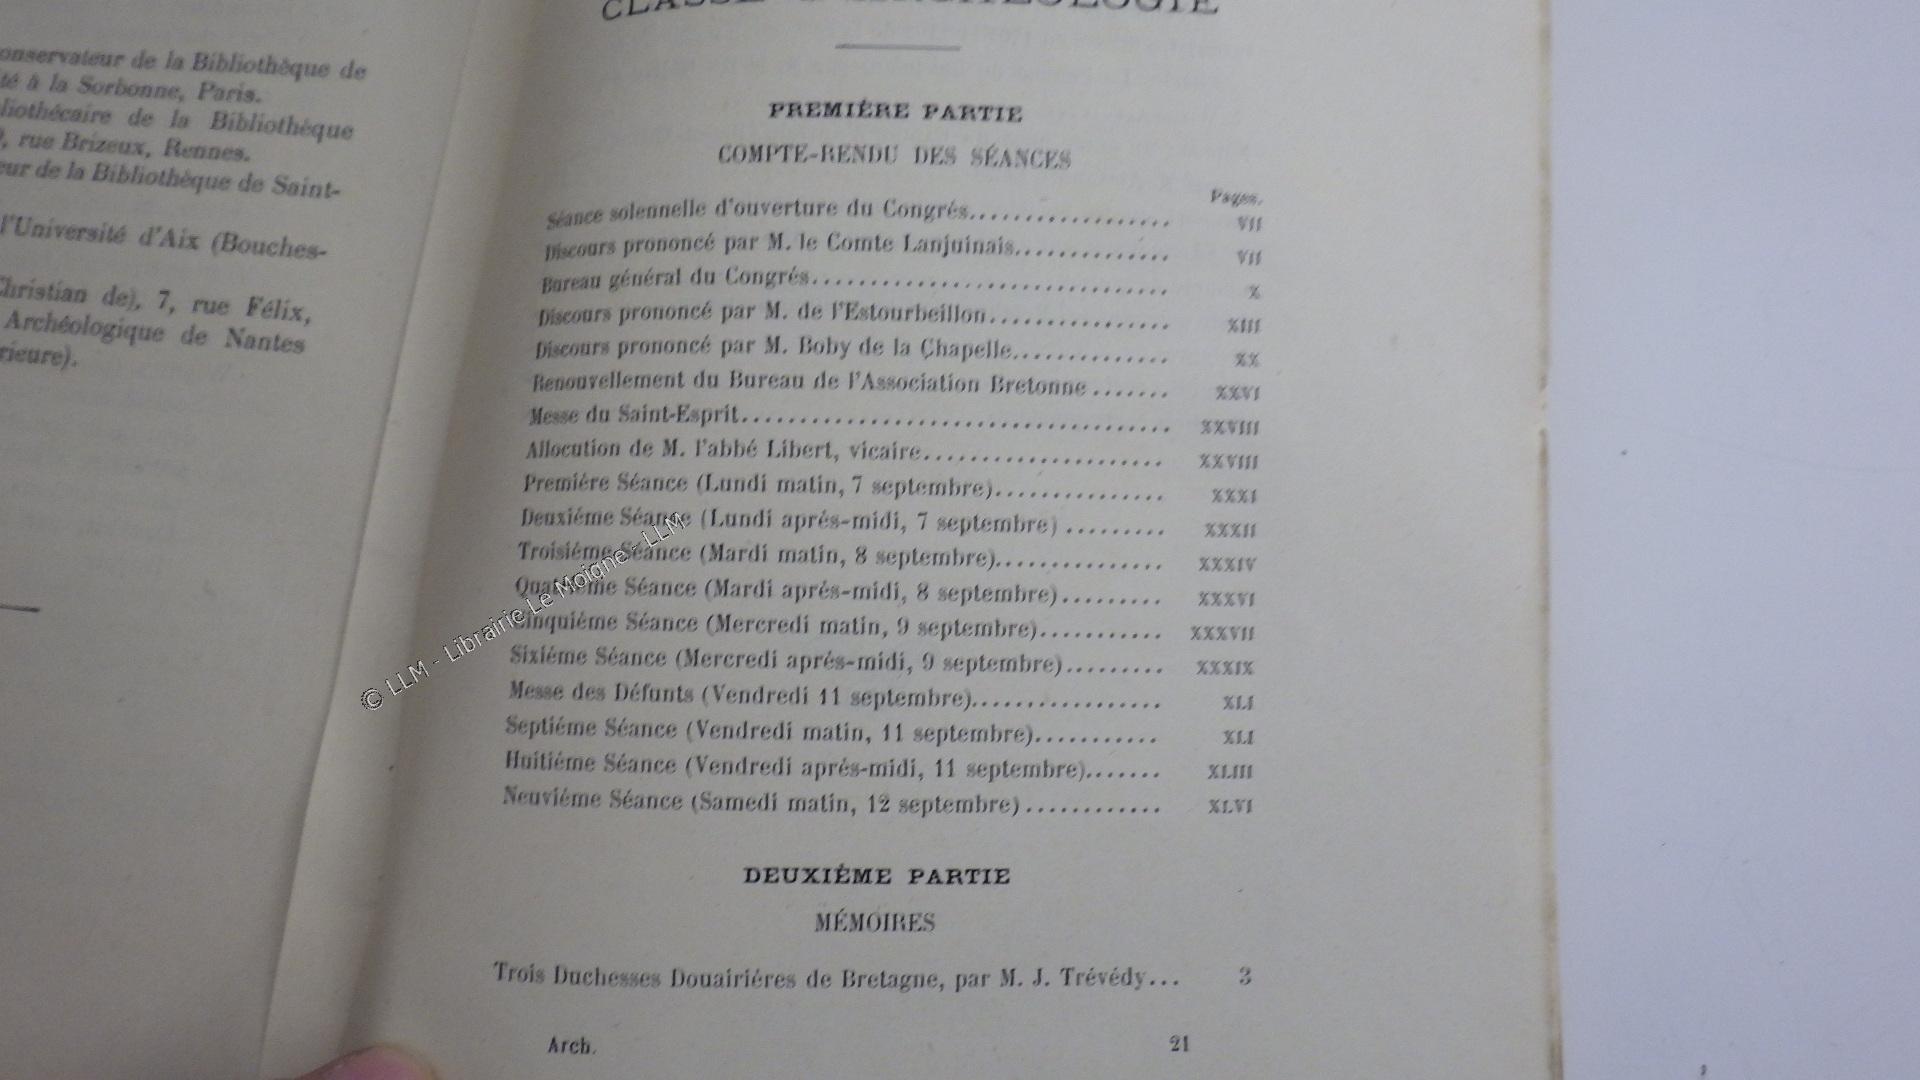 onservateur de la Bibliothèque de
té à la Sorbonne, Paris.
bliothécaire de la Bibliothèque
, rue Brizeux, Rennes.
eur de la Bibliothèque de Saint-
l'Université d'Aix (Bouches-
Christian de), 7, rue Félix,
Archéologique de Nantes
rieure).
CLASSE D'ARCHÉOLOGIE
PREMIÈRE PARTIE
COMPTE-RENDU DES SÉANCES
Pages.
Séance solennelle d'ouverture du Congrès.................. VII
Discours prononcé par M. le Comte Lanjuinais.............. VII
Bureau général du Congrès............................... X
Discours prononcé par M. de l'Estourbeillon................ XIII
Discours prononcé par M. Boby de la Chapelle.............. XX
Renouvellement du Bureau de l'Association Bretonne ....... XXVI
Messe du Saint-Esprit..................................... XXVIII
Allocution de M. l'abbé Libert, vicaire..................... XXVIII
Première Séance (Lundi matin, 7 septembre)............... XXXI
Deuxième Séance (Lundi après-midi, 7 septembre) ......... XXXII
Troisième Séance (Mardi matin, 8 septembre)............... XXXIV
Quatrième Séance (Mardi après-midi, 8 septembre)......... XXXVI
Cinquième Séance (Mercredi matin, 9 septembre)........... XXXVII
Sixième Séance (Mercredi après-midi, 9 septembre)......... XXXIX
Messe des Défunts (Vendredi 11 septembre)................. XLI
Septième Séance (Vendredi matin, 11 septembre)........... XLI
Huitième Séance (Vendredi après-midi, 11 septembre)....... XLIII
Neuvième Séance (Samedi matin, 12 septembre) ............ XLVI
DEUXIÈME PARTIE
MÉMOIRES
Trois Duchesses Douairières de Bretagne, par M. J. Trévédy... 3
Arch. 21
© LLM - Librairie Le Moigne - LLM